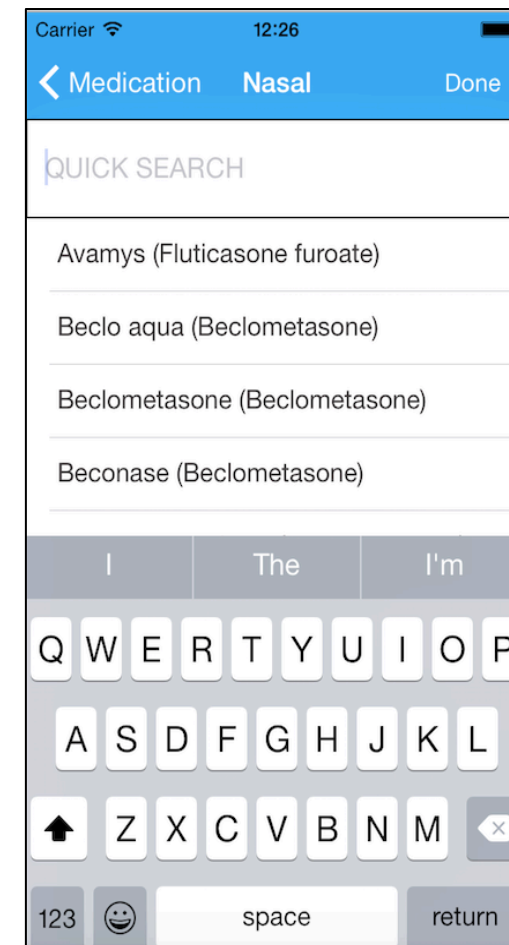 Carrier 12:26
Medication Nasal Done
QUICK SEARCH
Avamys (Fluticasone furoate)
Beclo aqua (Beclometasone)
Beclometasone (Beclometasone)
Beconase (Beclometasone)
I The I'm
Q W E R T Y U I O P
A S D F G H J K L
Z X C V B N M
123 space return